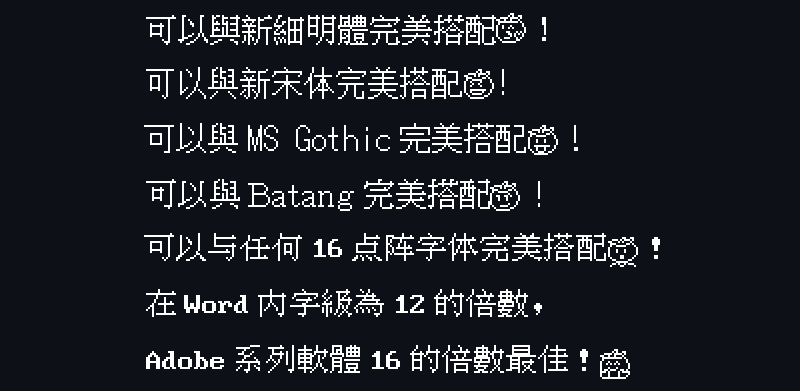 可以與新細明體完美搭配！
可以與新宋体完美搭配!
可以與 MS Gothic 完美搭配！
可以與 Batang 完美搭配！
可以与任何 16 点阵字体完美搭配！
在 Word 內字級為 12 的倍數，
Adobe 系列軟體 16 的倍數最佳！